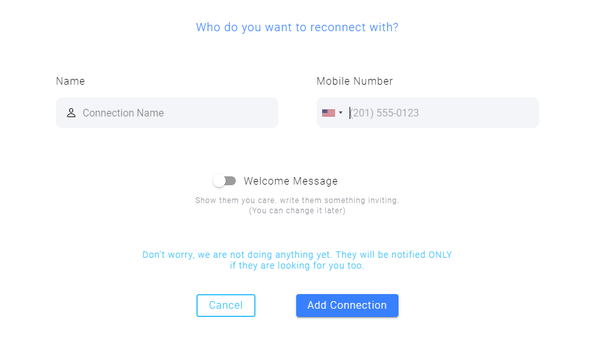 Who do you want to reconnect with?
Name
Mobile Number
Connection Name
(201) 555-0123
Welcome Message
Show them you care. write them something inviting.
(You can change it later)
Don't worry, we are not doing anything yet. They will be notified ONLY
if they are looking for you too.
Cancel
Add Connection